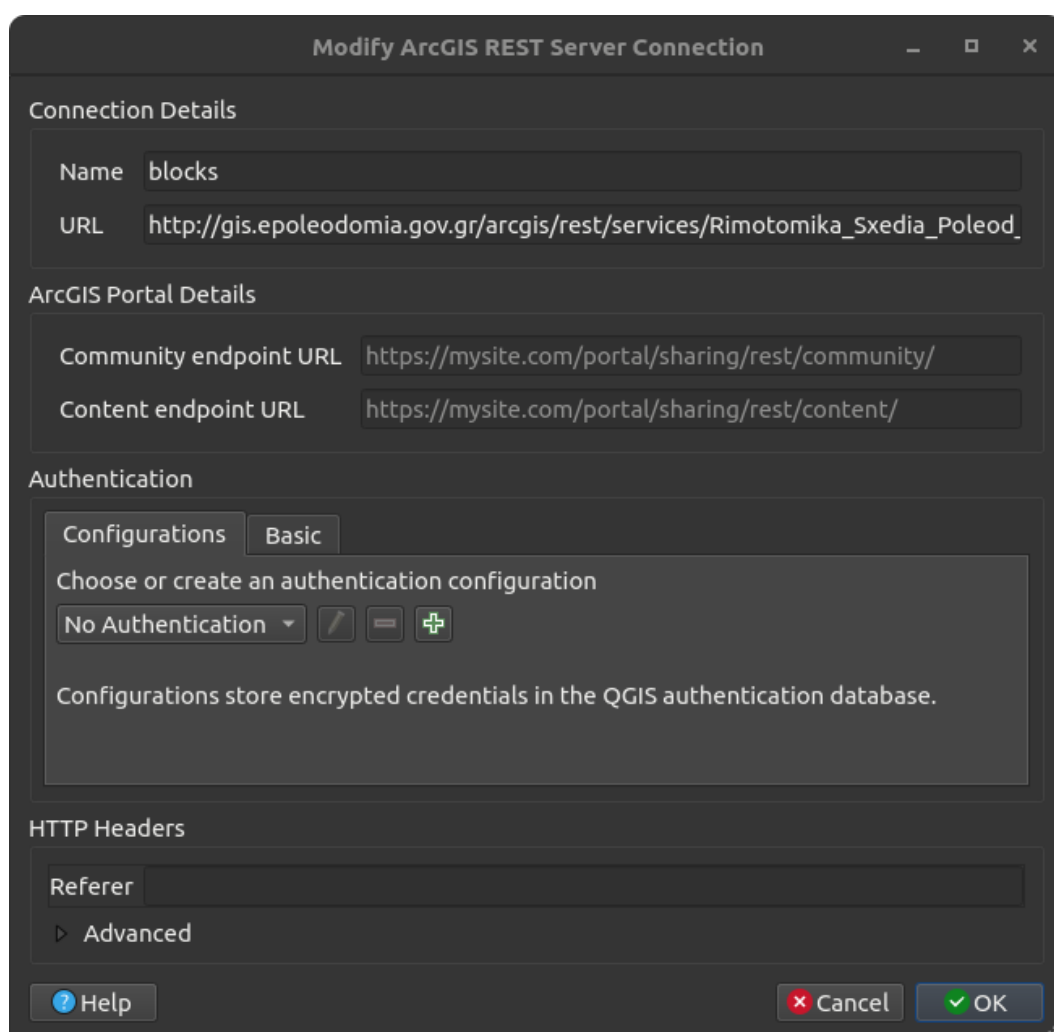 Modify ArcGIS REST Server Connection
Connection Details
Name blocks
URL http://gis.epoleodomia.gov.gr/arcgis/rest/services/Rimotomika_Sxedia_Poleod_
ArcGIS Portal Details
Community endpoint URL https://mysite.com/portal/sharing/rest/community/
Content endpoint URL https://mysite.com/portal/sharing/rest/content/
Authentication
Configurations Basic
Choose or create an authentication configuration
No Authentication
Configurations store encrypted credentials in the QGIS authentication database.
HTTP Headers
Referer
Advanced
Help Cancel OK